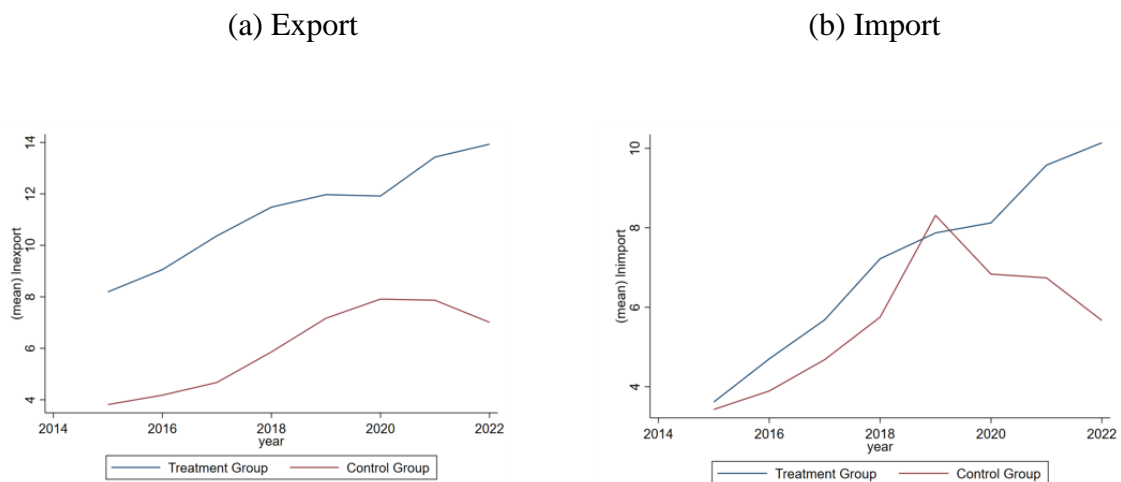 (a) Export
(b) Import
(mean) lnexport
14
12
10
8
6
4
2014
2016
2018
2020
2022
year
Treatment Group
Control Group
(mean) lnimport
10
8
6
4
2014
2016
2018
2020
2022
year
Treatment Group
Control Group